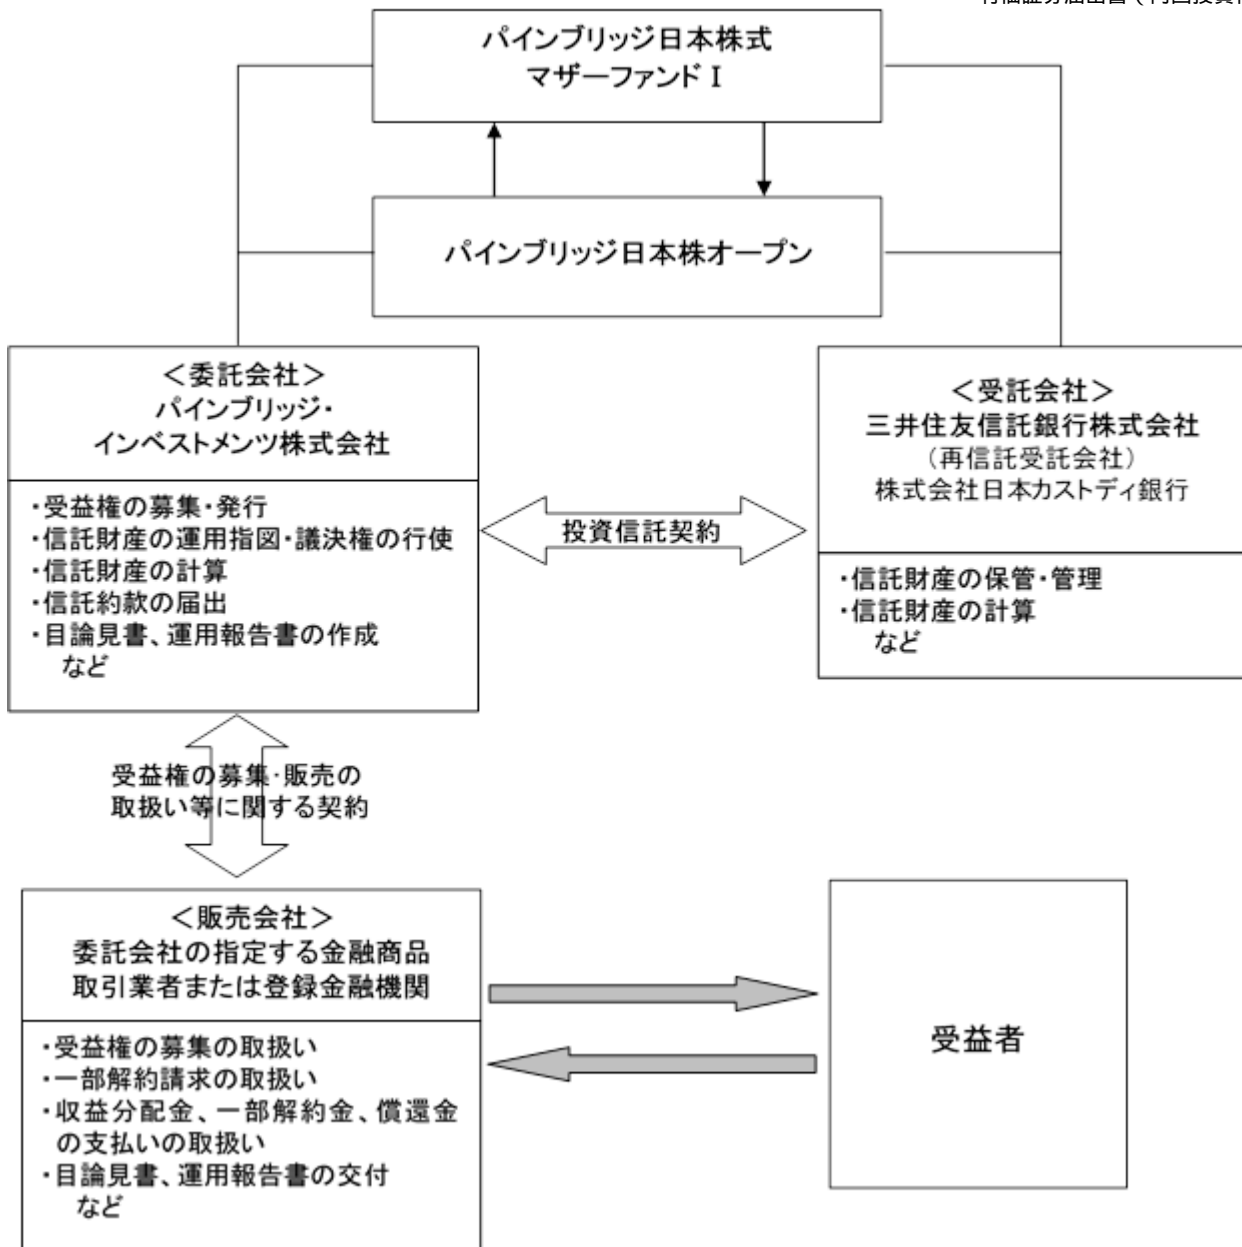 パインブリッジ日本株式
マザーファンドⅠ
パインブリッジ日本株オープン
＜委託会社＞
パインブリッジ・
インベストメンツ株式会社
・受益権の募集・発行
・信託財産の運用指図・議決権の行使
・信託財産の計算
・信託約款の届出
・目論見書、運用報告書の作成
など
投資信託契約
＜受託会社＞
三井住友信託銀行株式会社
（再信託受託会社）
株式会社日本カストディ銀行
・信託財産の保管・管理
・信託財産の計算
など
受益権の募集・販売の
取扱い等に関する契約
＜販売会社＞
委託会社の指定する金融商品
取引業者または登録金融機関
・受益権の募集の取扱い
・一部解約請求の取扱い
・収益分配金、一部解約金、償還金
の支払いの取扱い
・目論見書、運用報告書の交付
など
受益者